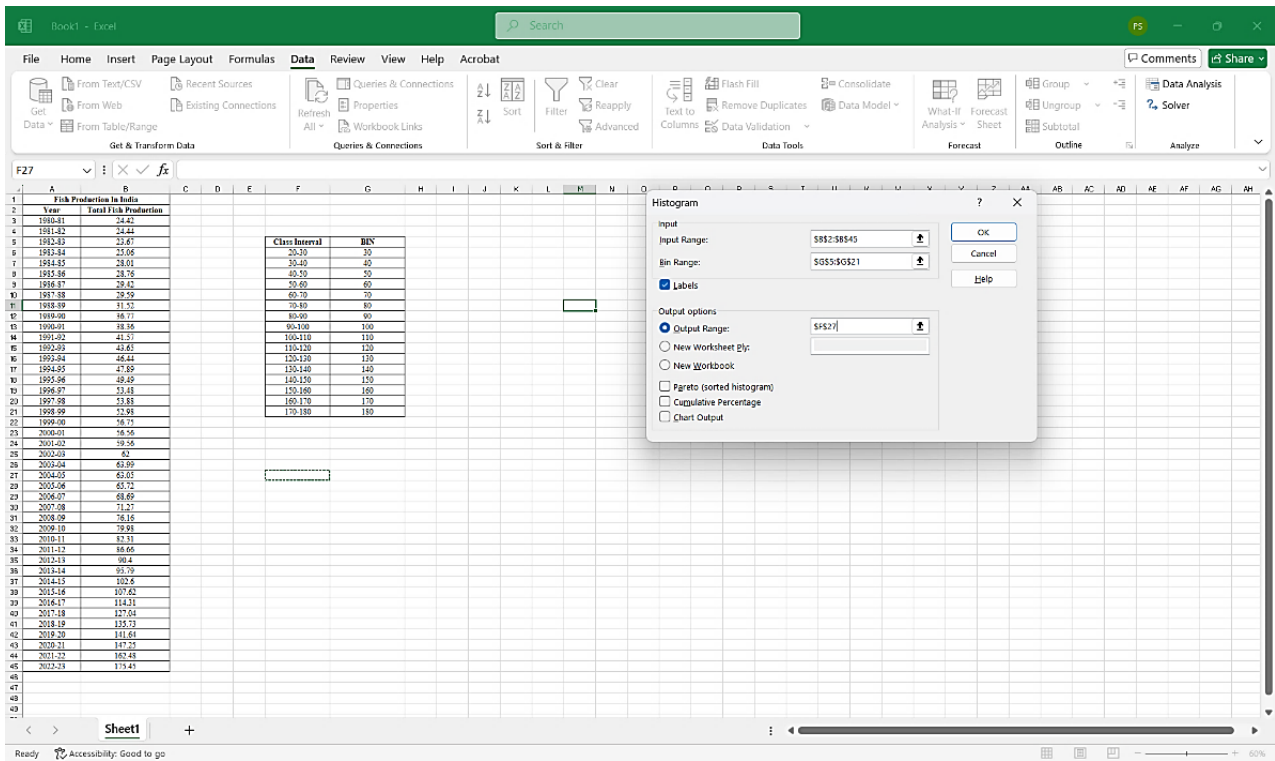 Book1 - Excel
Search
PS
File Home Insert Page Layout Formulas Data Review View Help Acrobat
Comments Share
Get Data
From Text/CSV
From Web
From Table/Range
Recent Sources
Existing Connections
Get & Transform Data
Refresh All
Queries & Connections
Properties
Workbook Links
Queries & Connections
Sort
Filter
Clear
Reapply
Advanced
Sort & Filter
Text to Columns
Flash Fill
Remove Duplicates
Data Validation
Consolidate
Data Model
Data Tools
What-If Analysis
Forecast Sheet
Forecast
Group
Ungroup
Subtotal
Outline
Data Analysis
Solver
Analyze
F27
fx
Fish Production In India
Year Total Fish Production
1980-81 24.42
1981-82 24.44
1982-83 23.67
1983-84 25.06
1984-85 28.01
1985-86 28.76
1986-87 29.42
1987-88 29.59
1988-89 31.52
1989-90 36.77
1990-91 38.36
1991-92 41.57
1992-93 43.65
1993-94 46.44
1994-95 47.89
1995-96 49.49
1996-97 53.48
1997-98 53.88
1998-99 52.98
1999-00 56.75
2000-01 56.56
2001-02 59.56
2002-03 62
2003-04 63.99
2004-05 63.05
2005-06 65.72
2006-07 68.69
2007-08 71.27
2008-09 76.16
2009-10 79.98
2010-11 82.31
2011-12 86.66
2012-13 90.4
2013-14 95.79
2014-15 102.6
2015-16 107.62
2016-17 114.31
2017-18 127.04
2018-19 135.73
2019-20 141.64
2020-21 147.25
2021-22 162.48
2022-23 175.45
Class Interval BIN
20-30 30
30-40 40
40-50 50
50-60 60
60-70 70
70-80 80
80-90 90
90-100 100
100-110 110
110-120 120
120-130 130
130-140 140
140-150 150
150-160 160
160-170 170
170-180 180
Histogram ? ×
Input
Input Range: $B$2:$B$45
Bin Range: $G$5:$G$21
Labels
Output options
Output Range: $F$27
New Worksheet Ply:
New Workbook
Pareto (sorted histogram)
Cumulative Percentage
Chart Output
OK
Cancel
Help
Sheet1
Ready Accessibility: Good to go
60%